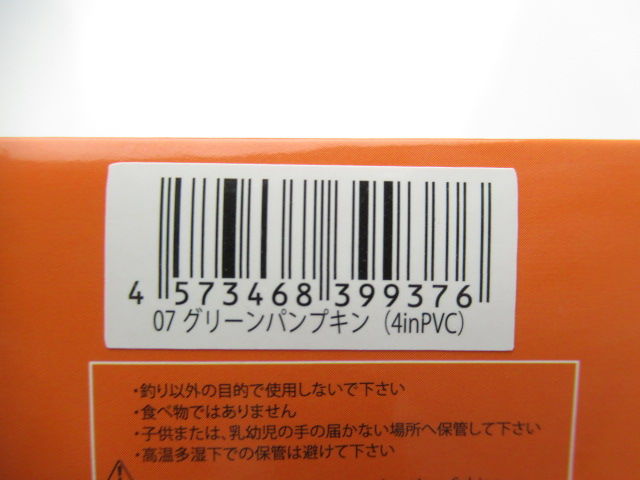 4 573468 399376
07 グリーンパンプキン（4inPVC）
・釣り以外の目的で使用しないで下さい
・食べ物ではありません
・子供または、乳幼児の手の届かない場所へ保管して下さい
・高温多湿下での保管は避けて下さい